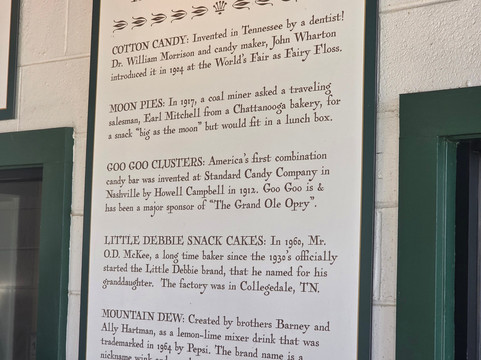 COTTON CANDY: Invented in Tennessee by a dentist!
Dr. William Morrison and candy maker, John Wharton
introduced it in 1924 at the World's Fair as Fairy Floss.
MOON PIES: In 1917, a coal miner asked a traveling
salesman, Earl Mitchell from a Chattanooga bakery, for
a snack "big as the moon" but would fit in a lunch box.
GOO GOO CLUSTERS: America's first combination
candy bar was invented at Standard Candy Company in
Nashville by Howell Campbell in 1912. Goo Goo is &
has been a major sponsor of "The Grand Ole Opry".
LITTLE DEBBIE SNACK CAKES: In 1960, Mr.
O.D. McKee, a long time baker since the 1930's officially
started the Little Debbie brand, that he named for his
granddaughter. The factory was in Collegedale, TN.
MOUNTAIN DEW: Created by brothers Barney and
Ally Hartman, as a lemon-lime mixer drink that was
trademarked in 1964 by Pepsi. The brand name is a
nickname